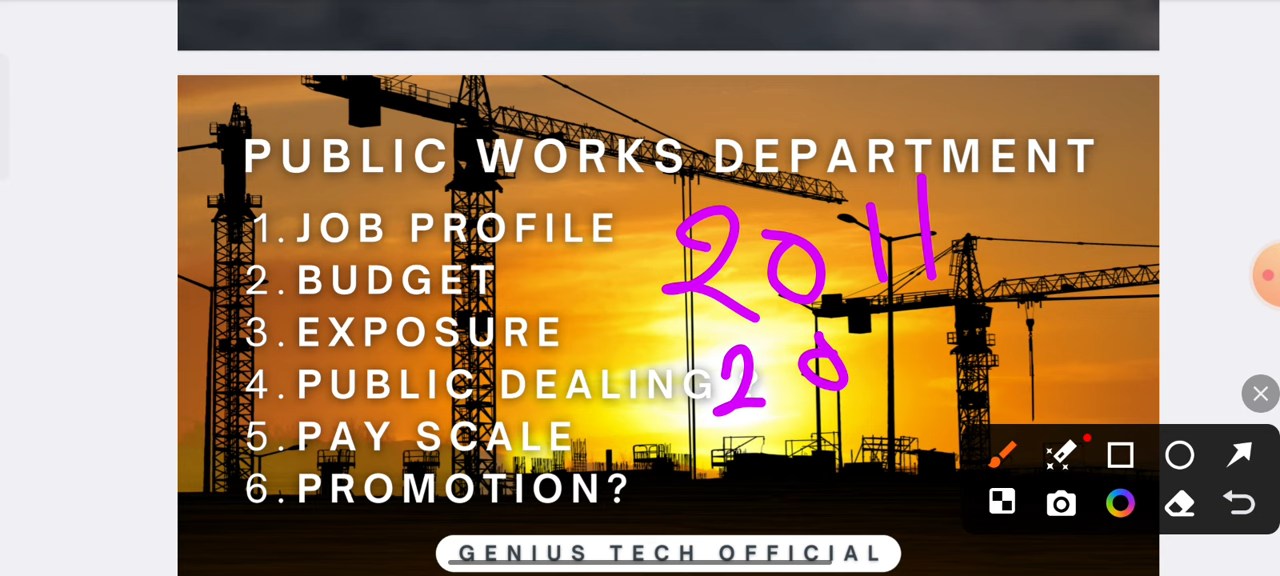 PUBLIC WORKS DEPARTMENT
1. JOB PROFILE
2. BUDGET
3. EXPOSURE
4. PUBLIC DEALING ?
5. PAY SCALE
6. PROMOTION?
2011
20
GENIUS TECH OFFICIAL